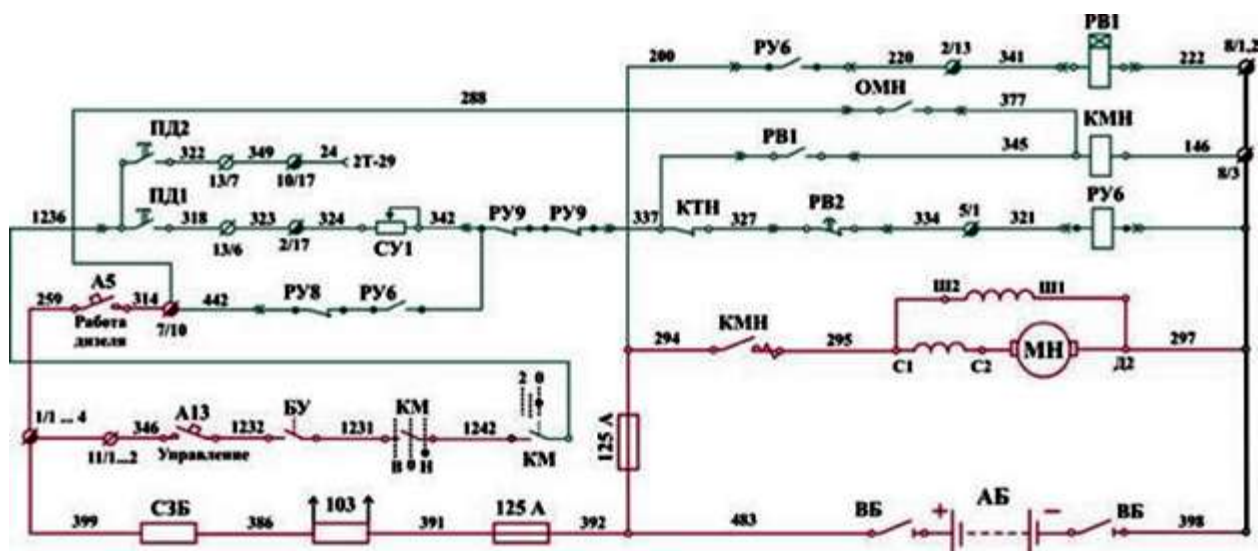 РВ1
200
РУ6
220
2/13
341
222
8/1,2
288
ОМН
377
КМН
ПД2
322
349
24
2Т-29
РВ1
345
146
13/7
10/17
8/3
1236
ПД1
318
323
324
342
РУ9
РУ9
337
КТН
327
РВ2
334
5/1
321
РУ6
13/6
2/17
СУ1
259
А5
314
442
РУ8
РУ6
Ш2
Ш1
Работа
дизеля
7/10
294
КМН
295
С1
С2
МН
Д2
297
2 0
1/1 ... 4
346
А13
1232
БУ
1231
КМ
1242
КМ
11/1...2
Управление
В 0 Н
125 А
399
СЗБ
386
103
391
125 А
392
483
ВБ
+
АБ
−
ВБ
398